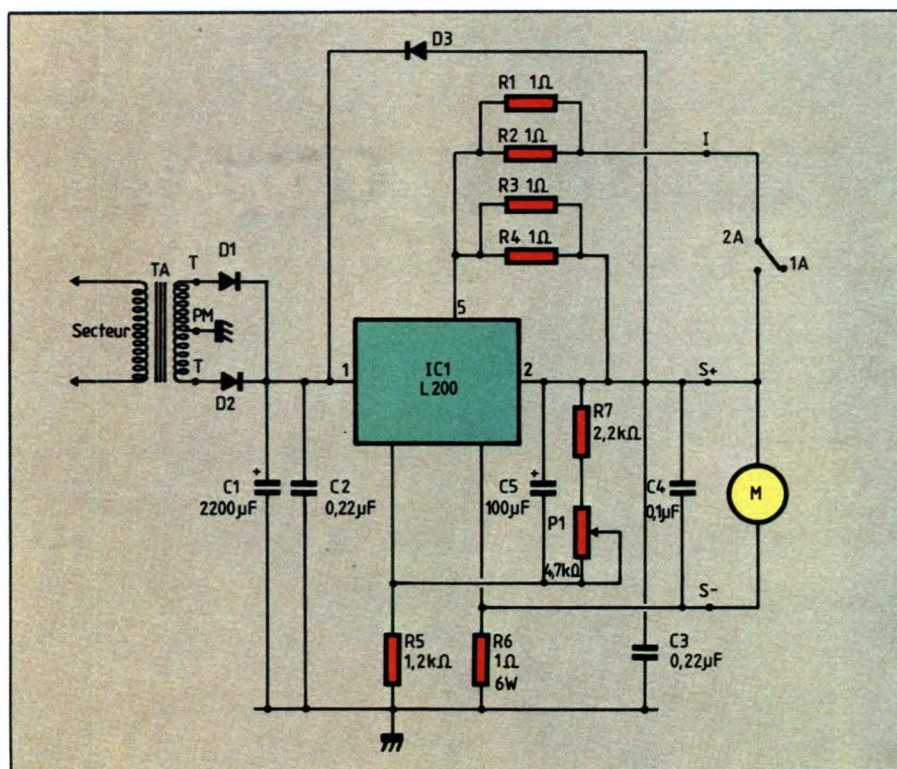 D3
R1 1Ω
R2 1Ω
I
R3 1Ω
2A
R4 1Ω
1A
D1
TA
T
5
Secteur
PM
T
1
IC1
L200
2
S+
D2
R7
2,2kΩ
+
C1
2200µF
C2
0,22µF
+
C5
100µF
P1
4,7kΩ
C4
0,1µF
M
S-
R5
1,2kΩ
R6
1Ω
6W
C3
0,22µF